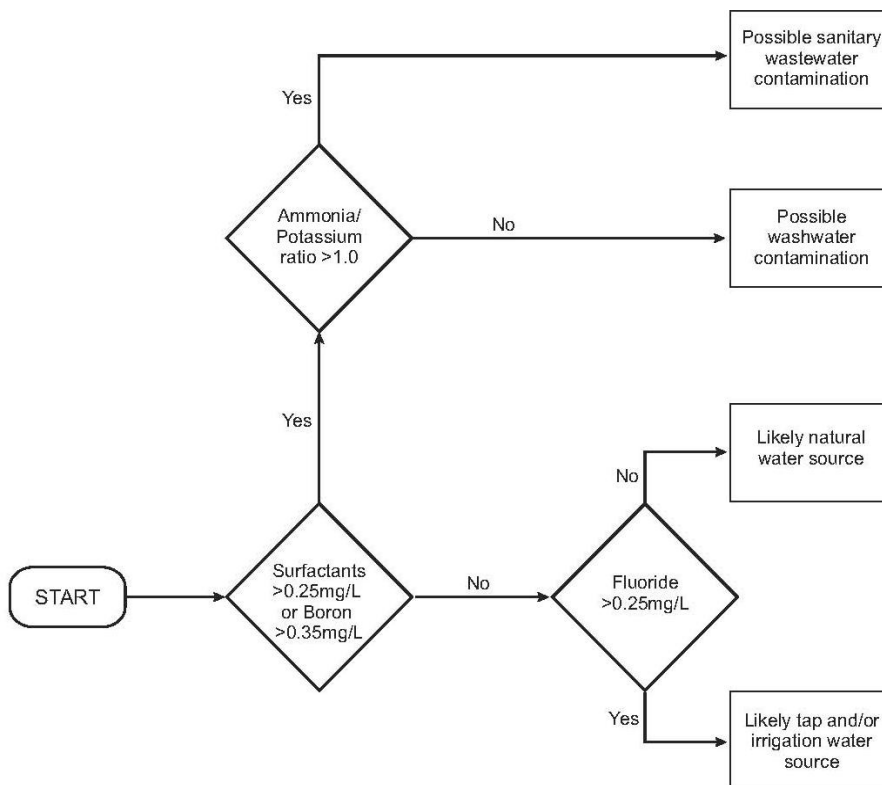 Possible sanitary
wastewater
contamination
Yes
Ammonia/
Potassium
ratio >1.0
No
Possible
washwater
contamination
Yes
Likely natural
water source
No
START
Surfactants
>0.25mg/L
or Boron
>0.35mg/L
No
Fluoride
>0.25mg/L
Yes
Likely tap and/or
irrigation water
source